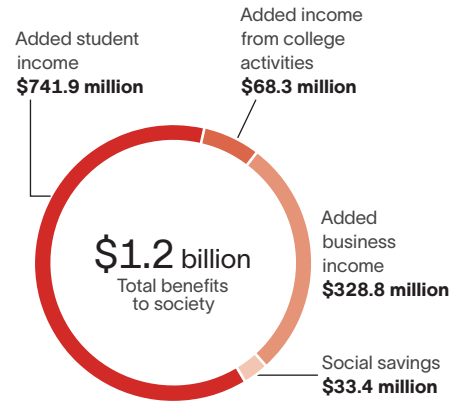 Added student
income
$741.9 million
Added income
from college
activities
$68.3 million
$1.2 billion
Total benefits
to society
Added
business
income
$328.8 million
Social savings
$33.4 million